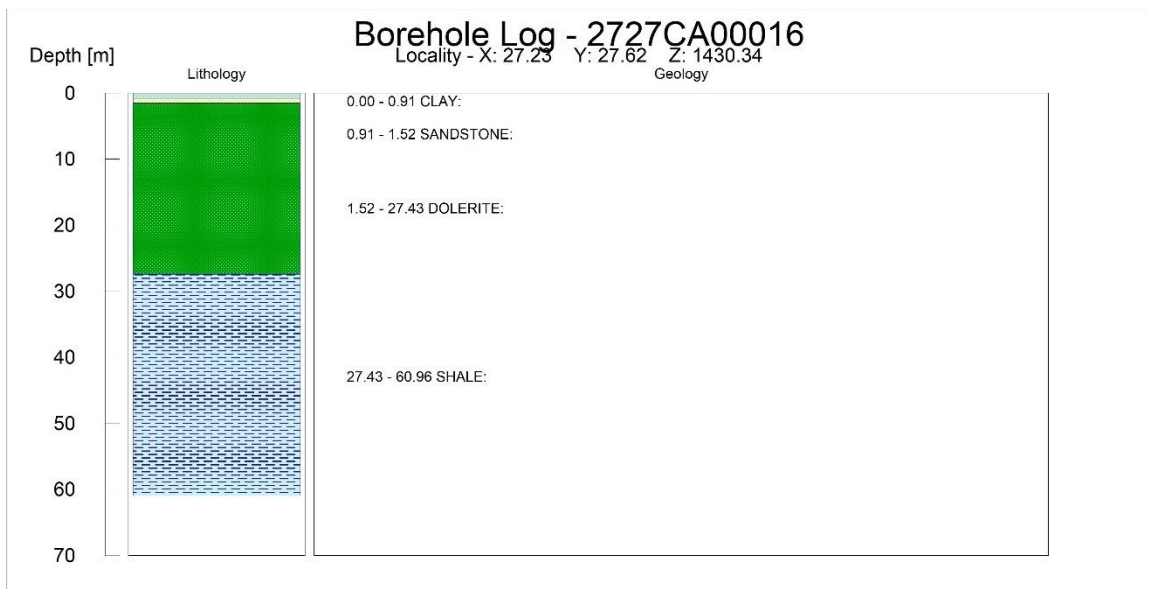 Borehole Log - 2727CA00016
Locality - X: 27.23 Y: 27.62 Z: 1430.34
Depth [m]
Lithology
Geology
0
10
20
30
40
50
60
70
0.00 - 0.91 CLAY:
0.91 - 1.52 SANDSTONE:
1.52 - 27.43 DOLERITE:
27.43 - 60.96 SHALE: